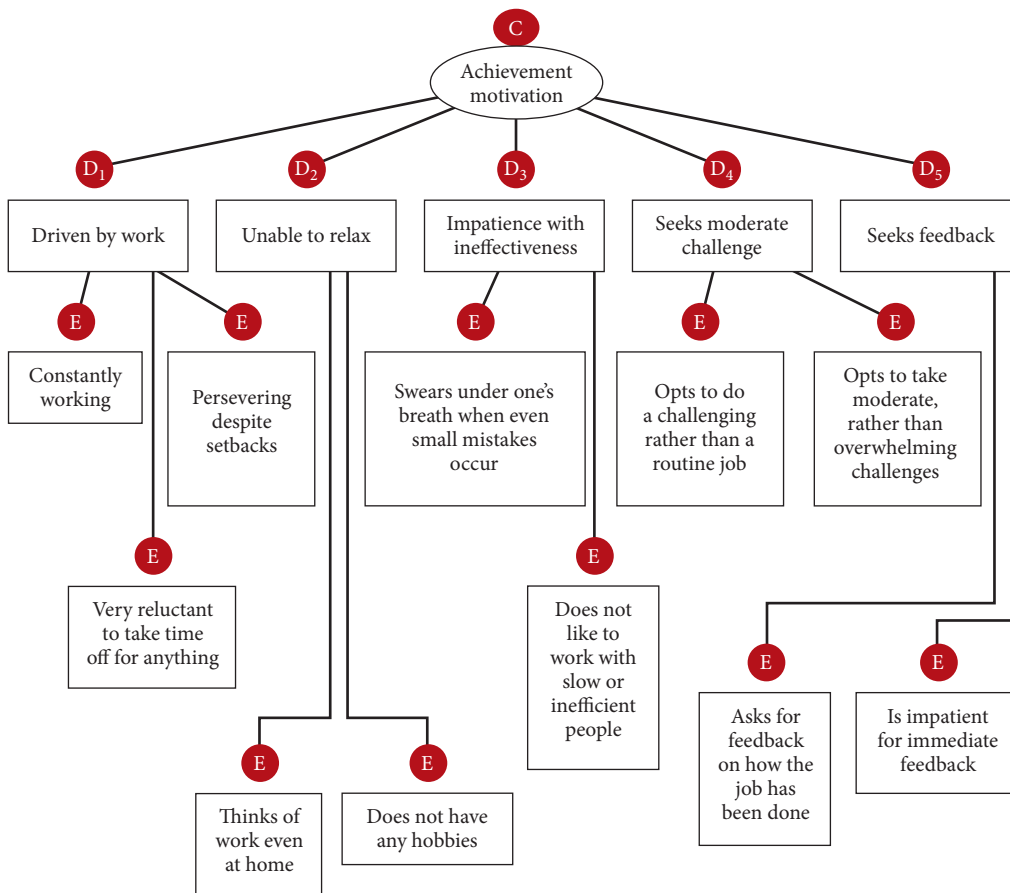 C
Achievement
motivation
D1
D2
D3
D4
D5
Driven by work
Unable to relax
Impatience with
ineffectiveness
Seeks moderate
challenge
Seeks feedback
E
Constantly
working
E
Persevering
despite
setbacks
E
Swears under one’s
breath when even
small mistakes
occur
E
Opts to do
a challenging
rather than a
routine job
E
Opts to take
moderate,
rather than
overwhelming
challenges
E
Very reluctant
to take time
off for anything
E
Does not
like to
work with
slow or
inefficient
people
E
Thinks of
work even
at home
E
Does not have
any hobbies
E
Asks for
feedback
on how the
job has
been done
E
Is impatient
for immediate
feedback